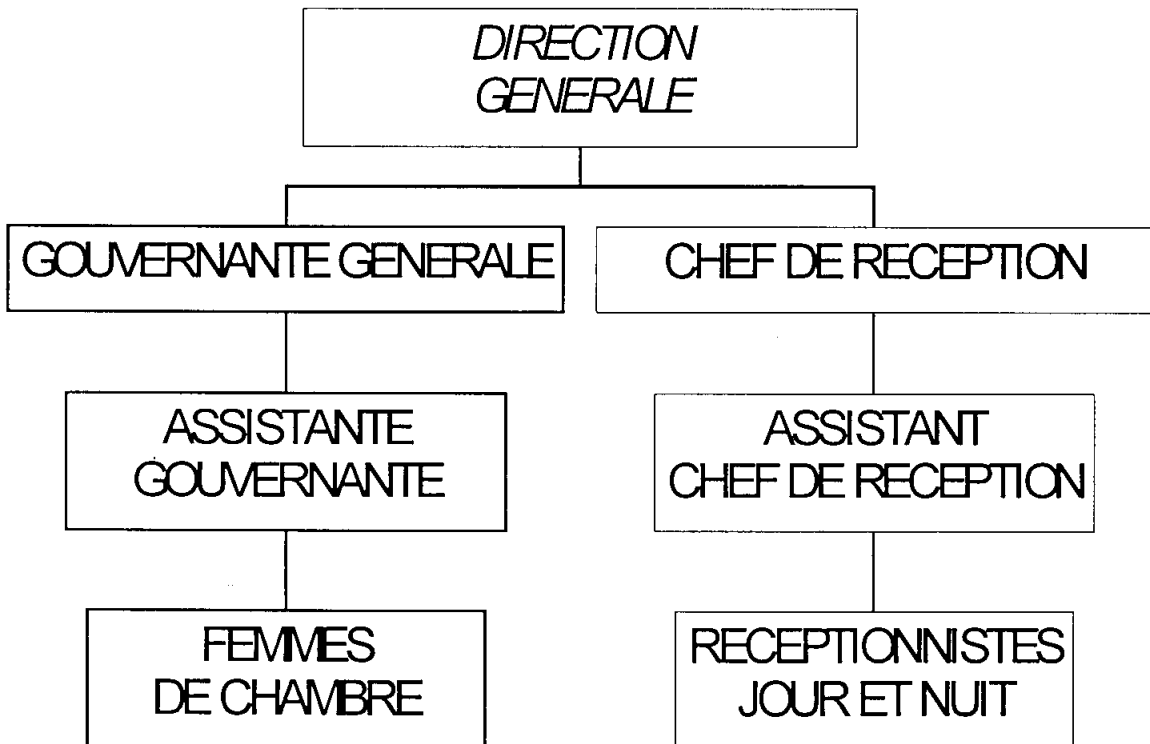 DIRECTION
GENERALE
GOUVERNANTE GENERALE
CHEF DE RECEPTION
ASSISTANTE
GOUVERNANTE
ASSISTANT
CHEF DE RECEPTION
FEMMES
DE CHAMBRE
RECEPTIONNISTES
JOUR ET NUIT